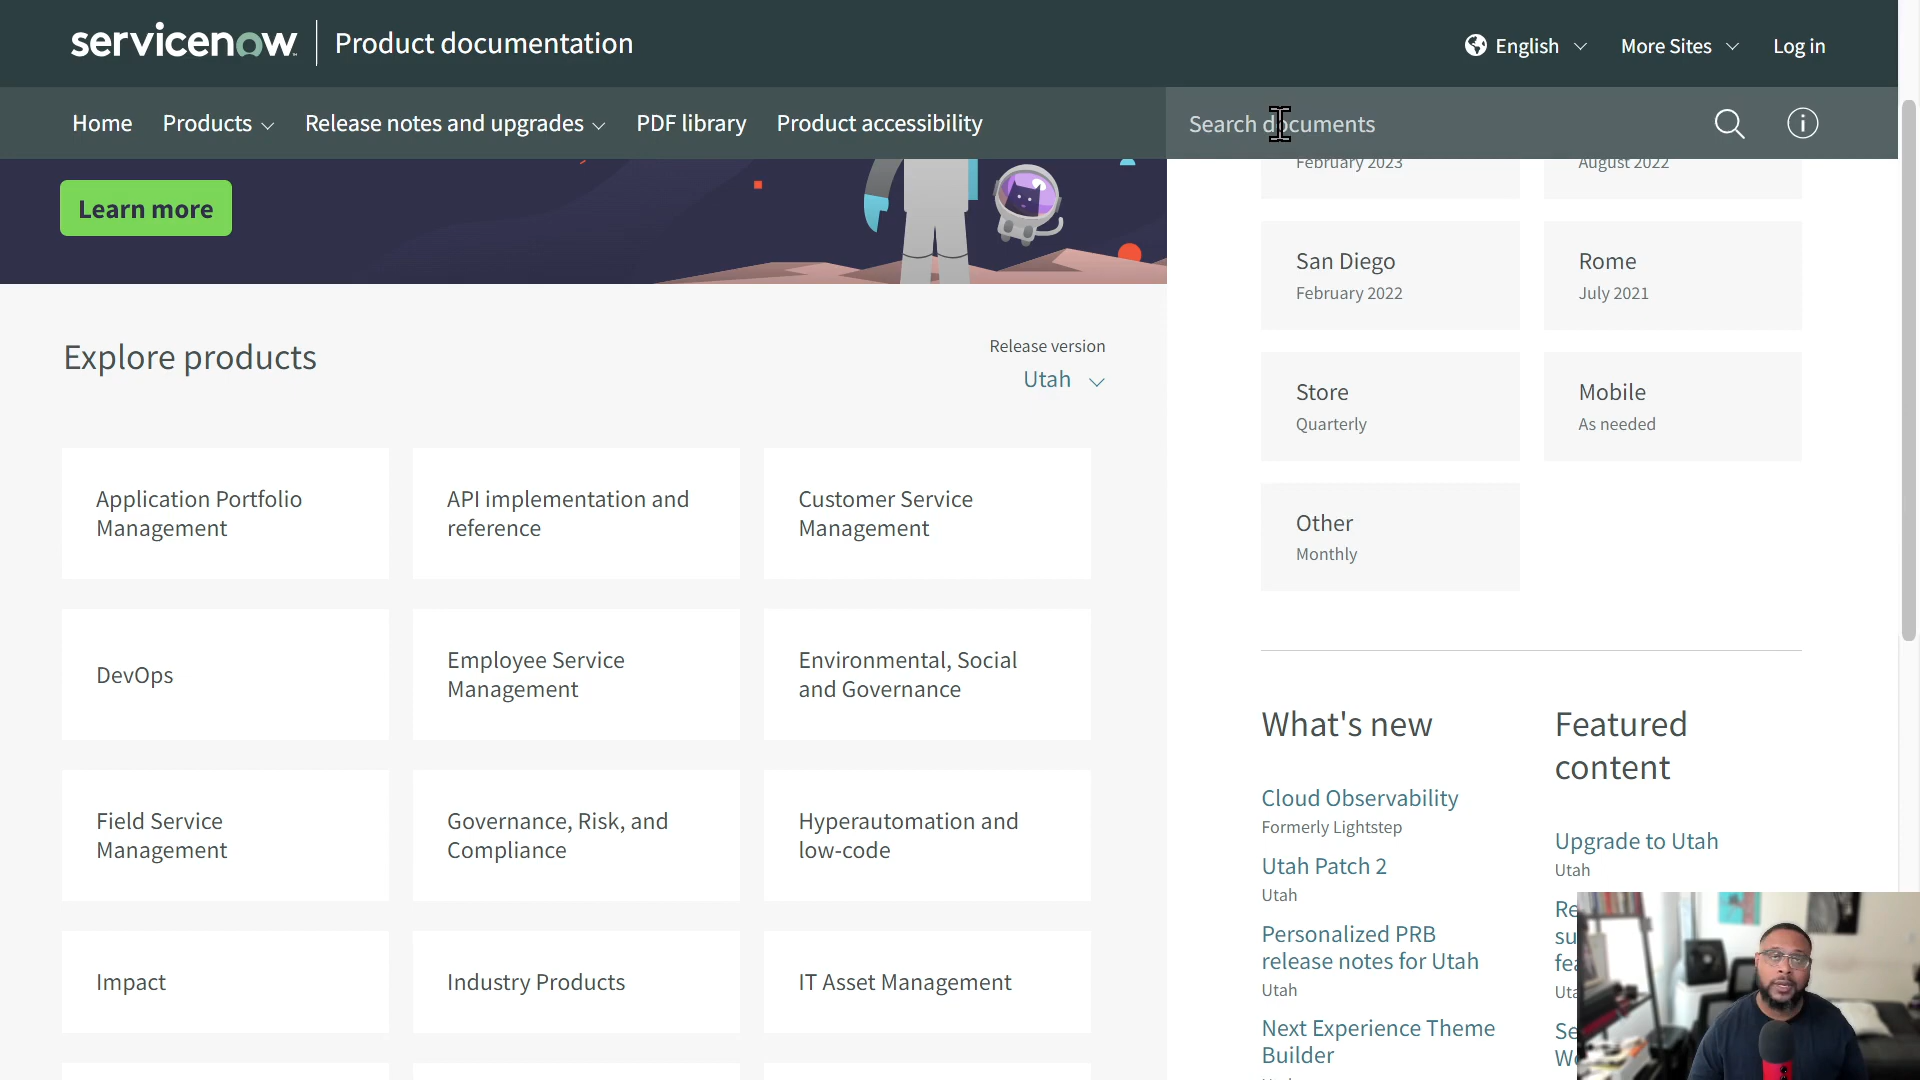 servicenow
Product documentation
English
More Sites
Log in
Home
Products
Release notes and upgrades
PDF library
Product accessibility
Search documents
Learn more
February 2023
August 2022
San Diego
February 2022
Rome
July 2021
Store
Quarterly
Mobile
As needed
Other
Monthly
Explore products
Release version
Utah
Application Portfolio
Management
API implementation and
reference
Customer Service
Management
DevOps
Employee Service
Management
Environmental, Social
and Governance
Field Service
Management
Governance, Risk, and
Compliance
Hyperautomation and
low-code
Impact
Industry Products
IT Asset Management
What's new
Cloud Observability
Formerly Lightstep
Utah Patch 2
Utah
Personalized PRB
release notes for Utah
Utah
Next Experience Theme
Builder
Featured
content
Upgrade to Utah
Utah